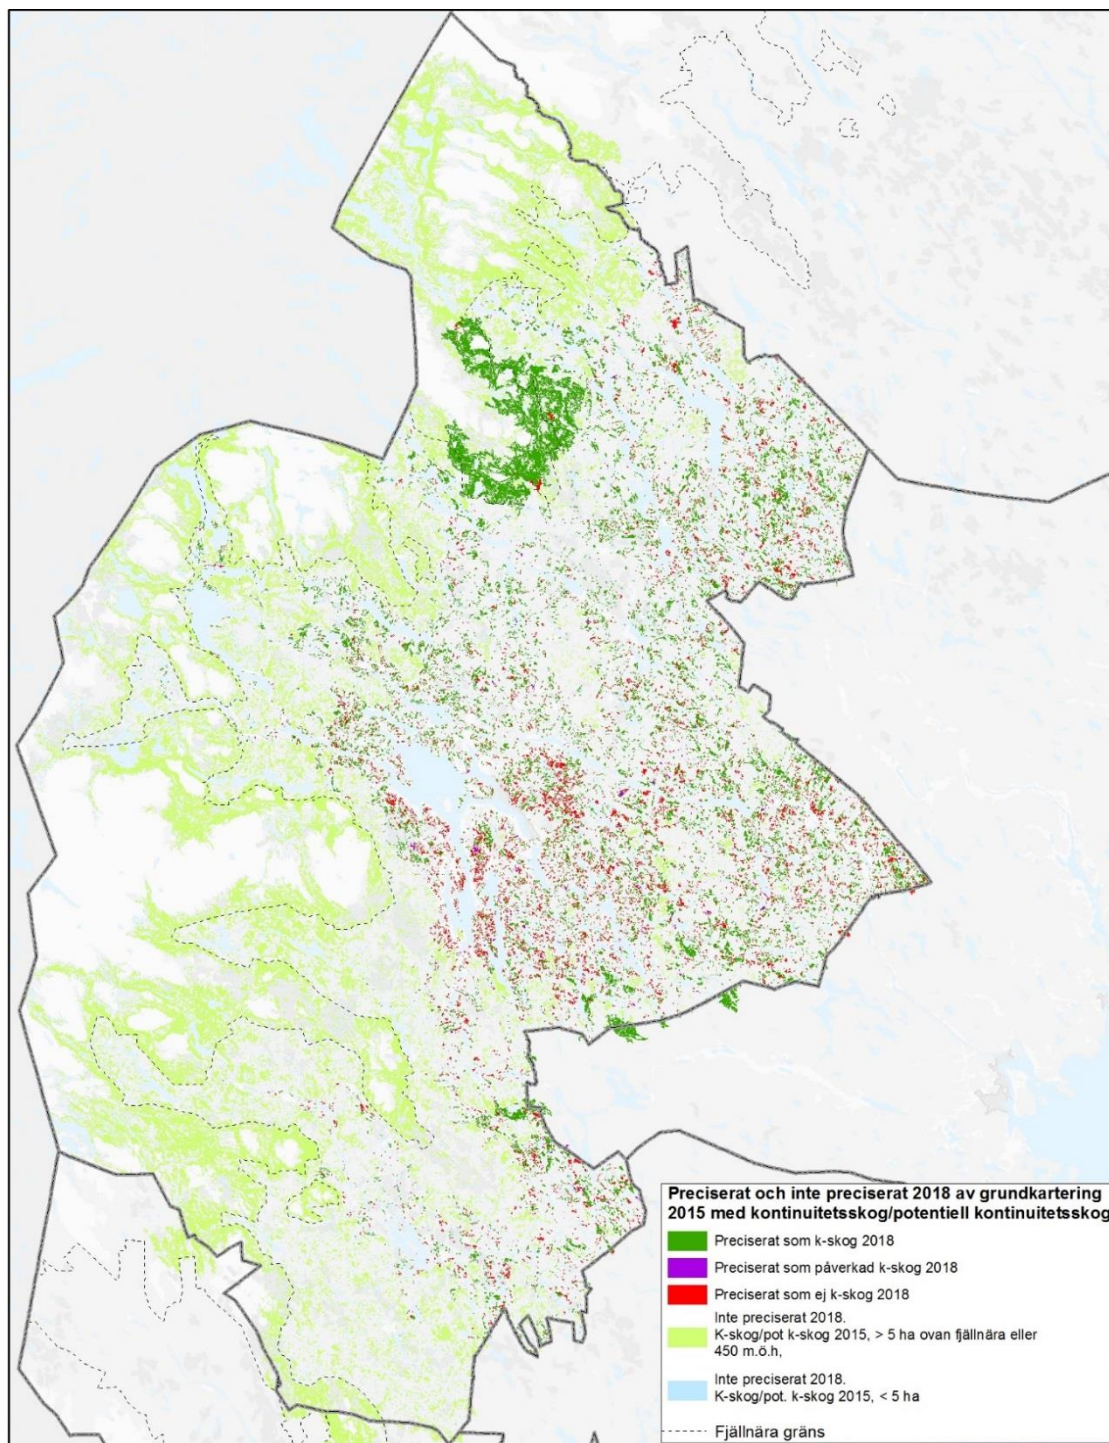 Preciserat och inte preciserat 2018 av grundkartering
2015 med kontinuitetsskog/potentiell kontinuitetsskog
Preciserat som k-skog 2018
Preciserat som påverkad k-skog 2018
Preciserat som ej k-skog 2018
Inte preciserat 2018.
K-skog/pot k-skog 2015, > 5 ha ovan fjällnära eller
450 m.ö.h,
Inte preciserat 2018.
K-skog/pot. k-skog 2015, < 5 ha
Fjällnära gräns